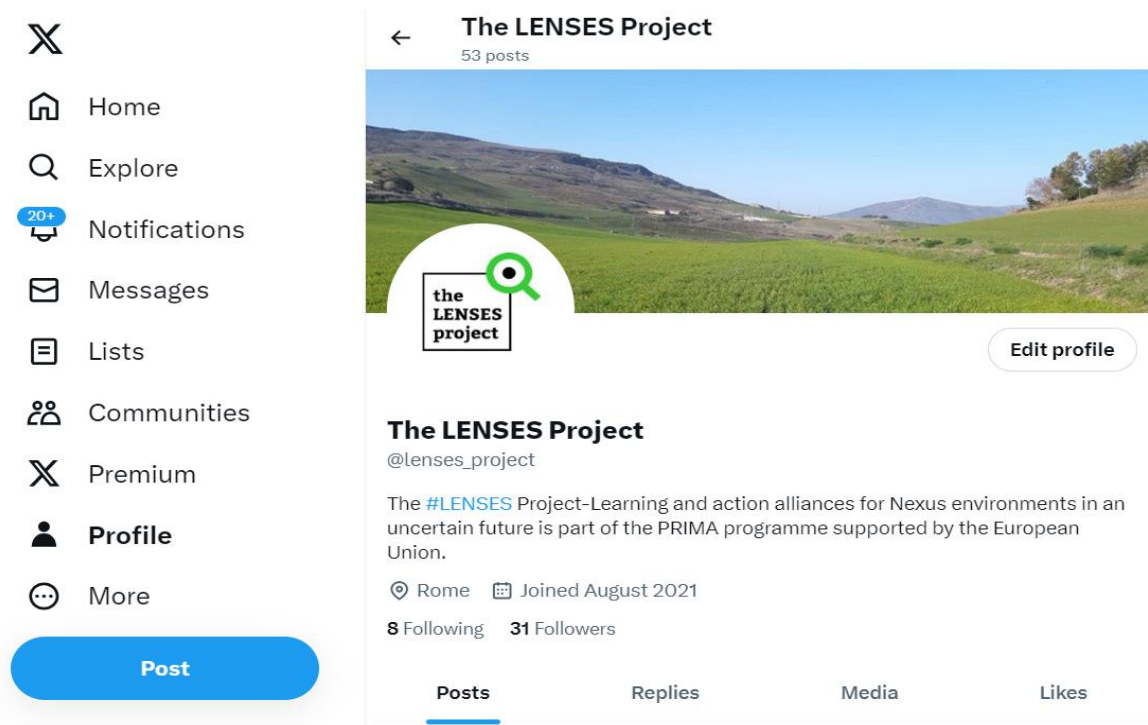 Home
Explore
20+
Notifications
Messages
Lists
Communities
Premium
Profile
More
Post
The LENSES Project
53 posts
the
LENSES
project
Edit profile
The LENSES Project
@lenses_project
The #LENSES Project-Learning and action alliances for Nexus environments in an
uncertain future is part of the PRIMA programme supported by the European
Union.
Rome Joined August 2021
8 Following 31 Followers
Posts Replies Media Likes